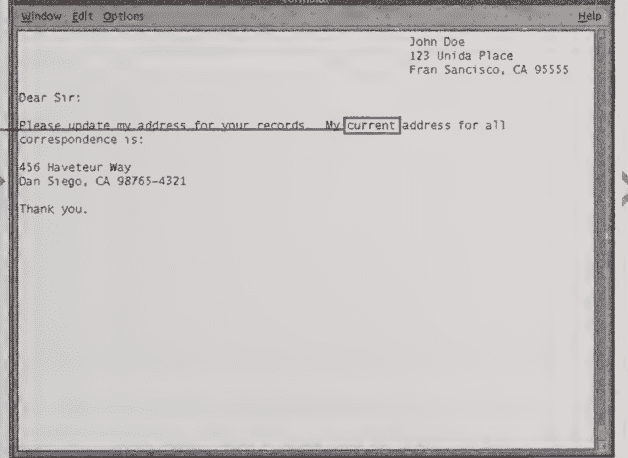 Window Edit Options Help
John Doe
123 Unida Place
Fran Sancisco, CA 95555
Dear Sir:
Please update my address for your records. My current address for all
correspondence is:
456 Haveteur Way
Dan Siego, CA 98765-4321
Thank you.